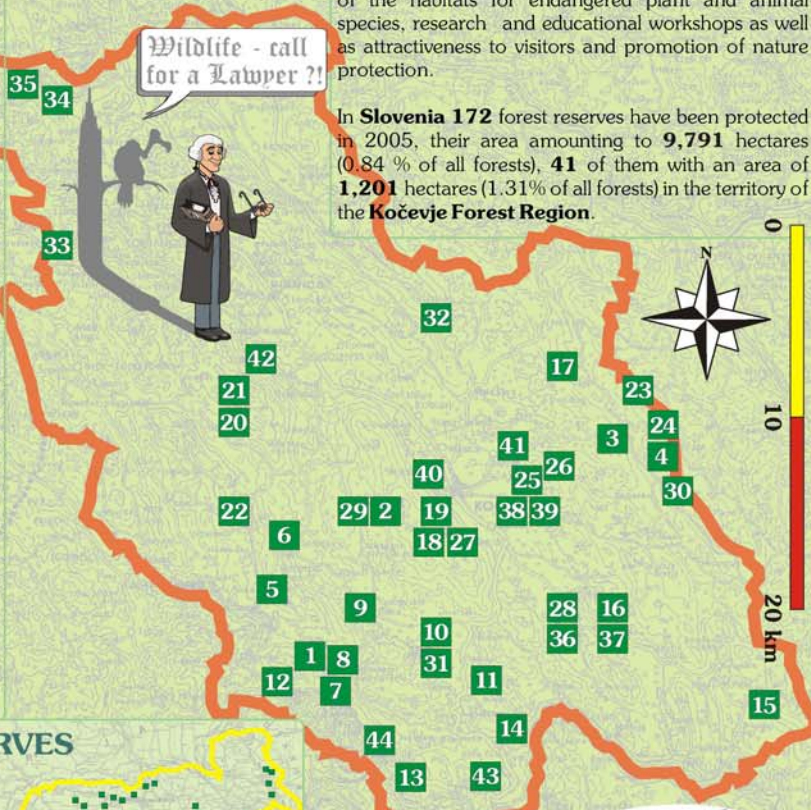 of the habitats for endangered plant and animal
species, research and educational workshops as well
as attractiveness to visitors and promotion of nature
protection.
In Slovenia 172 forest reserves have been protected
in 2005, their area amounting to 9,791 hectares
(0.84 % of all forests), 41 of them with an area of
1,201 hectares (1.31% of all forests) in the territory of
the Kočevje Forest Region.
Wildlife - call
for a Lawyer ?!
35
34
33
N
0
10
20 km
32
42
17
21
23
20
24
3
41
4
26
40
25
30
22
29 2 19 38 39
6
18 27
5
9
28 16
10
36 37
1 8
31
12
7
11
15
14
44
13
43
RVES